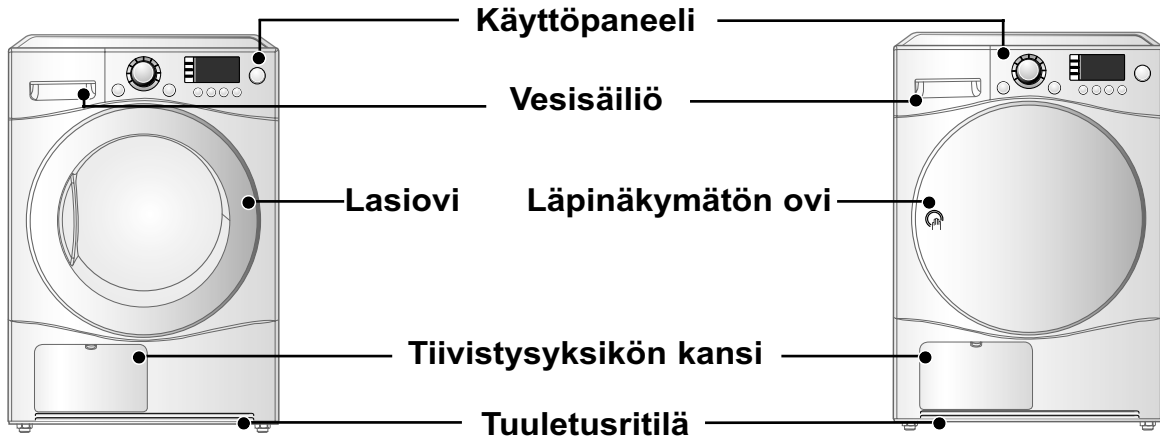 Käyttöpaneeli
Vesisäiliö
Lasiovi
Läpinäkymätön ovi
Tiivistysyksikön kansi
Tuuletusritilä